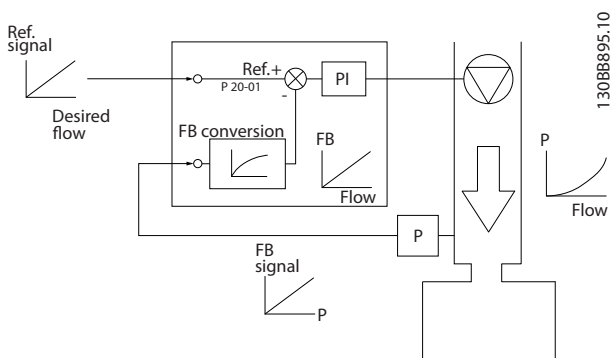 Ref.
signal
Desired
flow
Ref.+
P 20-01
-
PI
FB conversion
FB
Flow
P
FB
signal
P
P
Flow
130BB895.10